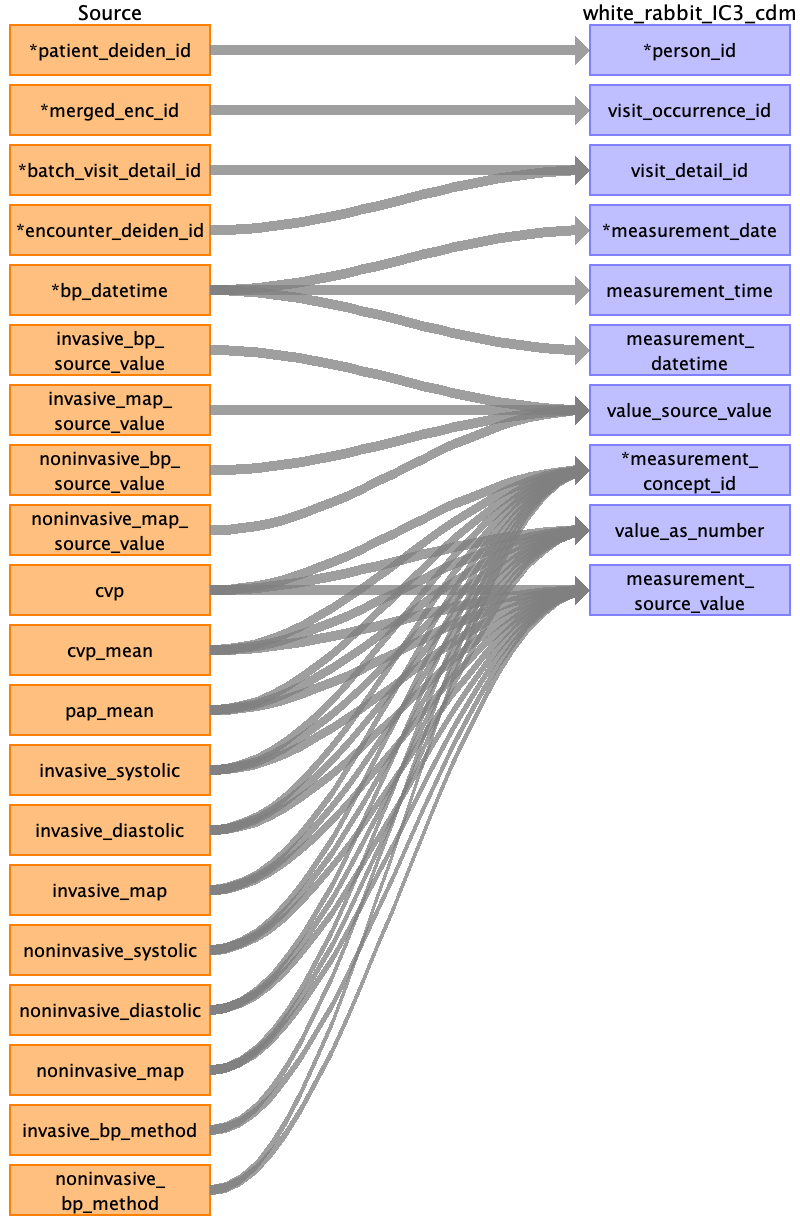 Source
white_rabbit_IC3_cdm
*patient_deiden_id
*person_id
*merged_enc_id
visit_occurrence_id
*batch_visit_detail_id
visit_detail_id
*encounter_deiden_id
*measurement_date
*bp_datetime
measurement_time
invasive_bp_
source_value
measurement_
datetime
invasive_map_
source_value
value_source_value
noninvasive_bp_
source_value
*measurement_
concept_id
noninvasive_map_
source_value
value_as_number
cvp
measurement_
source_value
cvp_mean
pap_mean
invasive_systolic
invasive_diastolic
invasive_map
noninvasive_systolic
noninvasive_diastolic
noninvasive_map
invasive_bp_method
noninvasive_
bp_method